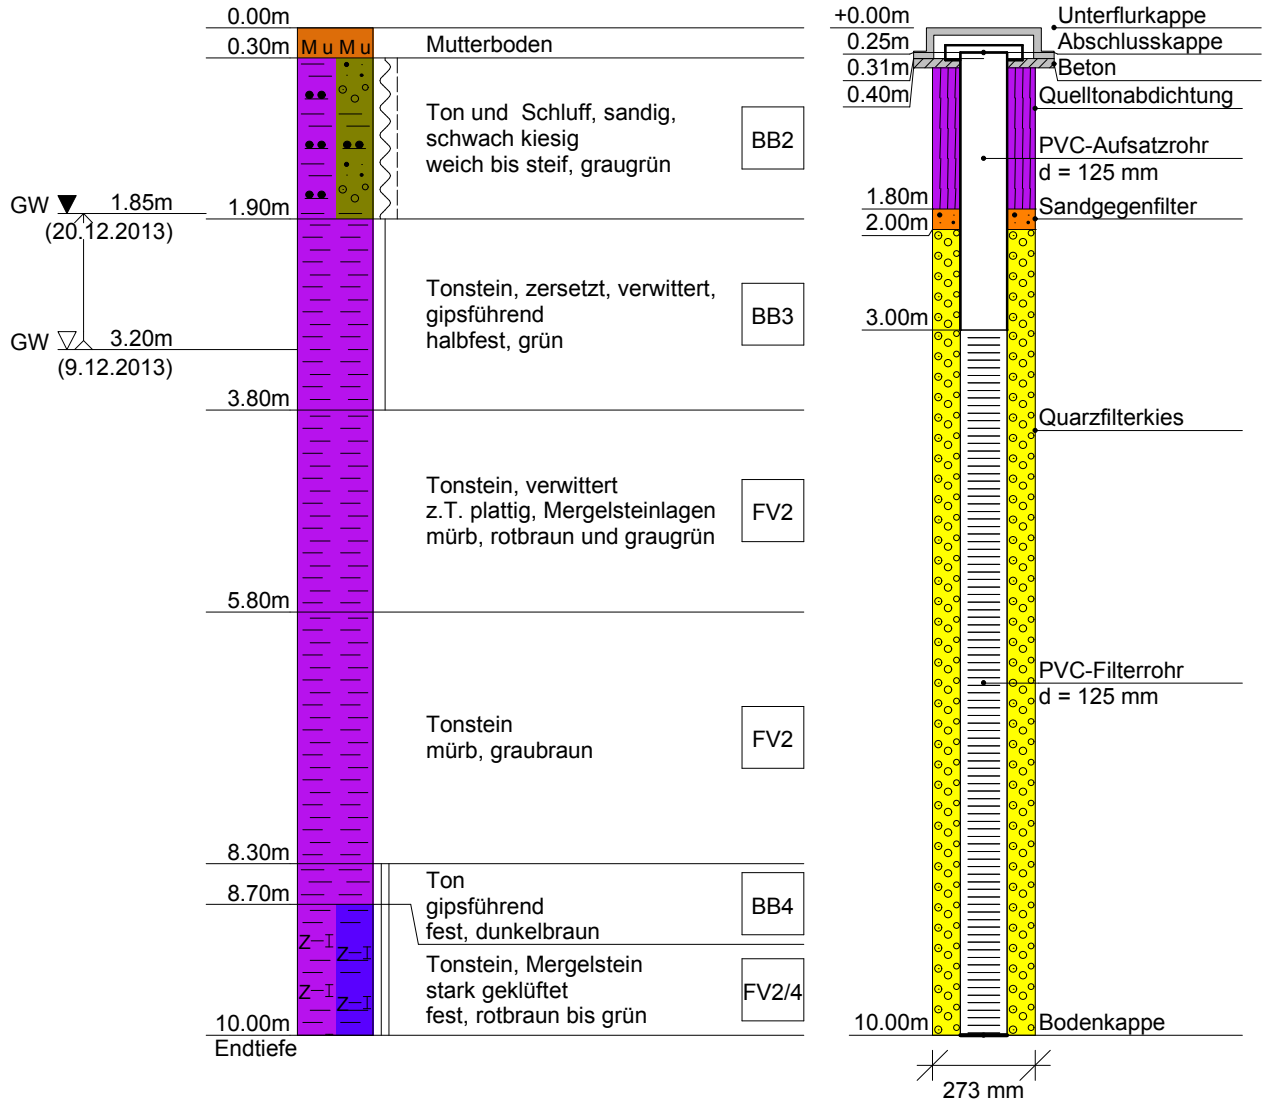 0.00m
0.30m
M u M u
Mutterboden
Ton und Schluff, sandig,
schwach kiesig
weich bis steif, graugrün
BB2
GW
1.85m
(20.12.2013)
1.90m
Tonstein, zersetzt, verwittert,
gipsführend
halbfest, grün
BB3
GW
3.20m
(9.12.2013)
3.80m
Tonstein, verwittert
z.T. plattig, Mergelsteinlagen
mürb, rotbraun und graugrün
FV2
5.80m
Tonstein
mürb, graubraun
FV2
8.30m
8.70m
Ton
gipsführend
fest, dunkelbraun
BB4
Z
Z
Z
Z
Tonstein, Mergelstein
stark geklüftet
fest, rotbraun bis grün
FV2/4
10.00m
Endtiefe
+0.00m
0.25m
0.31m
0.40m
Unterflurkappe
Abschlusskappe
Beton
Quelltonabdichtung
PVC-Aufsatzrohr
d = 125 mm
1.80m
2.00m
Sandgegenfilter
3.00m
Quarzfilterkies
PVC-Filterrohr
d = 125 mm
10.00m
Bodenkappe
273 mm